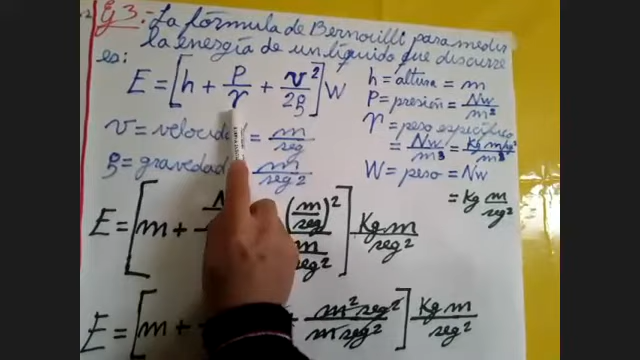 Ej 3: La fórmula de Bernoulli para medir
la energía de un líquido que discurre
es:
E = [h + P/γ + v²/2g] W
h = altura = m
P = presión = Nw/m²
γ = peso específico
= Nw/m³ = Kg m/seg²/m³
W = peso = Nw
= Kg m/seg²
v = velocidad = m/seg
g = gravedad = m/seg²
E = [m + (m/seg)²/m/seg²] Kg m/seg²
E = [m + + m² seg²/m seg²] Kg m/seg²